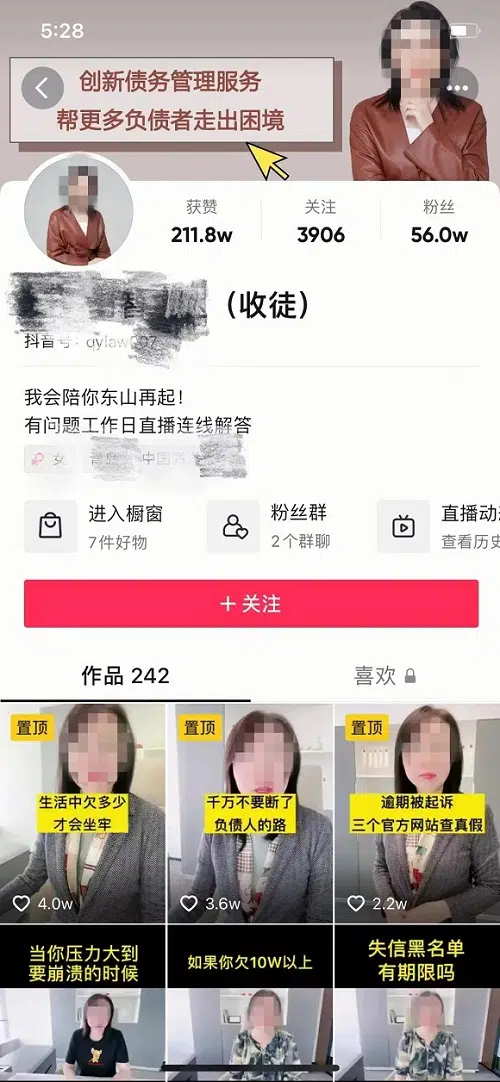 5:28
创新债务管理服务
帮更多负债者走出困境
获赞
关注
粉丝
211.8w
3906
56.0w
（收徒）
抖音号：
我会陪你东山再起！
有问题工作日直播连线解答
女
中国
进入橱窗
7件好物
粉丝群
2个群聊
直播动
查看历史
+ 关注
作品 242
喜欢
置顶
生活中欠多少
才会坐牢
4.0w
置顶
千万不要断了
负债人的路
3.6w
置顶
逾期被起诉
三个官方网站查真假
2.2w
当你压力大到
要崩溃的时候
如果你欠10W以上
失信黑名单
有期限吗